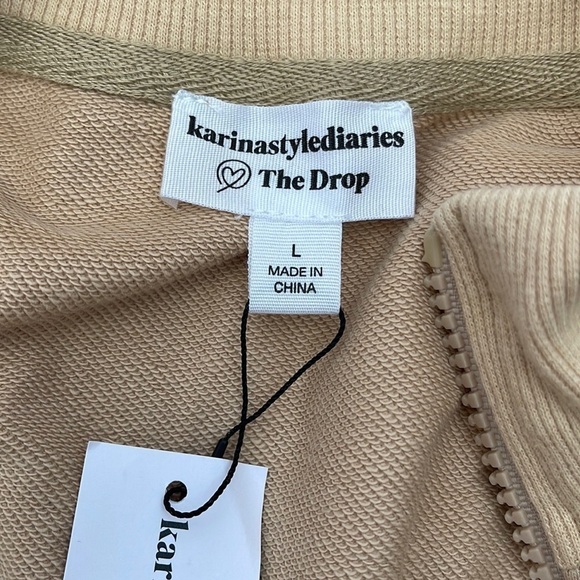 karinastylediaries
The Drop
L
MADE IN
CHINA
kar